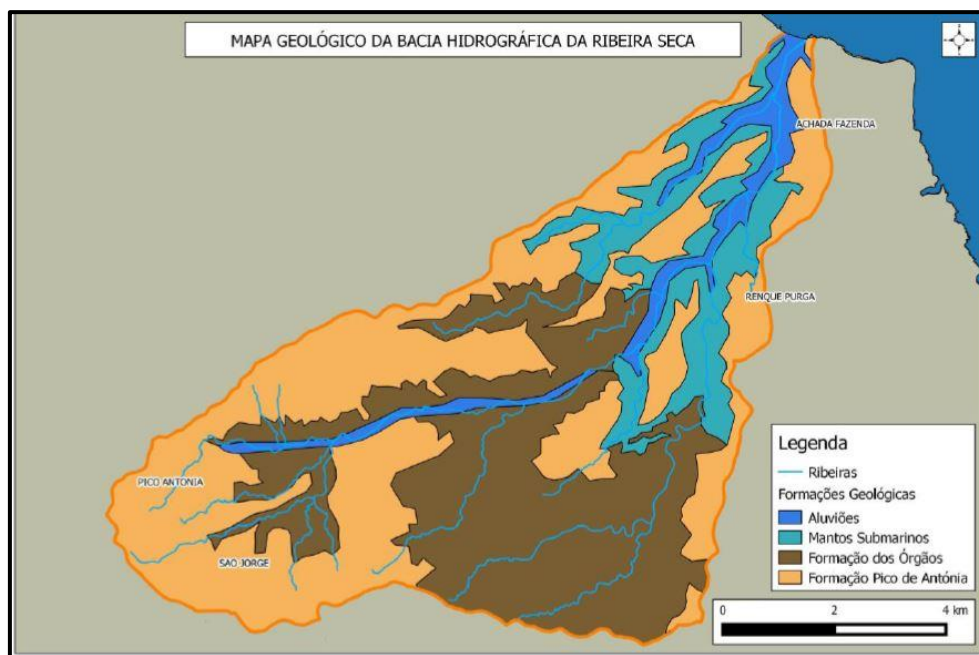 MAPA GEOLÓGICO DA BACIA HIDROGRÁFICA DA RIBEIRA SECA
ACHADA FAZENDA
RENQUE PURGA
PICO ANTONIA
SAO JORGE
Legenda
Ribeiras
Formações Geológicas
Aluviões
Mantos Submarinos
Formação dos Órgãos
Formação Pico de Antónia
0 2 4 km